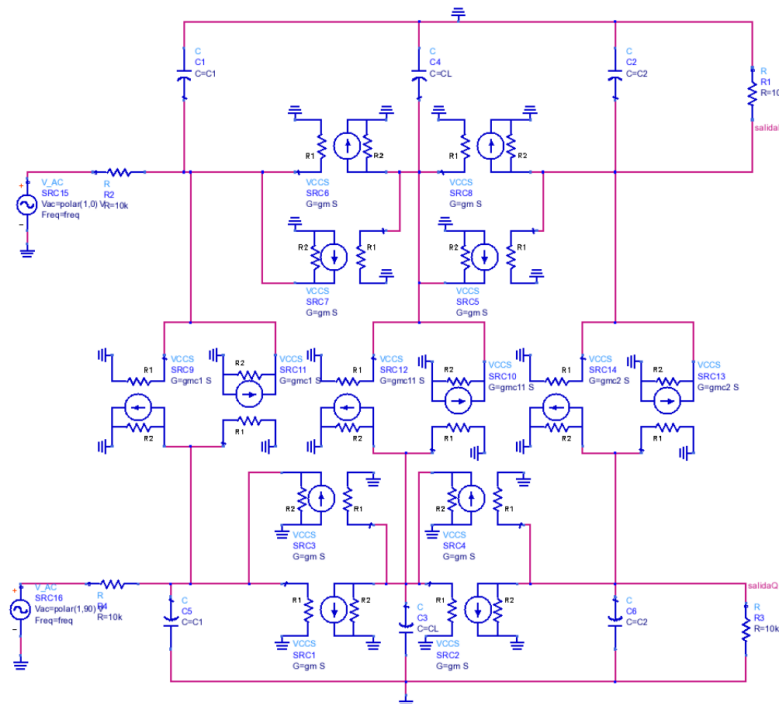 C
C1
C=C1
C
C4
C=CL
C
C2
C=C2
R
R1
R=10
salida
R1
R2
R1
R2
V_AC
SRC15
Vac=polar(1,0) V
Freq=freq
R
R2
R=10k
VCCS
SRC6
G=gm S
VCCS
SRC8
G=gm S
R2
R1
R2
R1
VCCS
SRC7
G=gm S
VCCS
SRC5
G=gm S
R1
VCCS
SRC9
G=gmc1 S
R2
VCCS
SRC11
G=gmc1 S
R1
VCCS
SRC12
G=gmc11 S
R2
VCCS
SRC10
G=gmc11 S
R1
VCCS
SRC14
G=gmc2 S
R2
VCCS
SRC13
G=gmc2 S
R2
R1
R2
R1
R2
R1
R2
R1
R2
R1
VCCS
SRC3
G=gm S
VCCS
SRC4
G=gm S
V_AC
SRC16
Vac=polar(1,90) V
Freq=freq
R
R4
R=10k
C
C5
C=C1
R1
R2
C
C3
C=CL
R1
R2
C
C6
C=C2
salidaQ
R
R3
R=10k
VCCS
SRC1
G=gm S
VCCS
SRC2
G=gm S